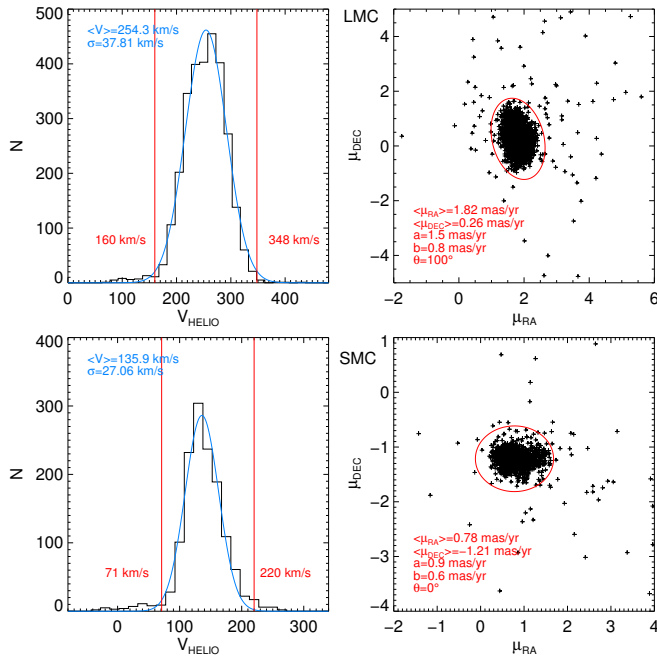 LMC
<V>=254.3 km/s
σ=37.81 km/s
160 km/s
348 km/s
500
400
300
200
100
0
N
0 100 200 300 400
V_HELIO
<μ_RA>=1.82 mas/yr
<μ_DEC>=0.26 mas/yr
a=1.5 mas/yr
b=0.8 mas/yr
θ=100°
4
2
0
−2
−4
μ_DEC
−2 0 2 4 6
μ_RA
SMC
<V>=135.9 km/s
σ=27.06 km/s
71 km/s
220 km/s
400
300
200
100
0
N
0 100 200 300
V_HELIO
<μ_RA>=0.78 mas/yr
<μ_DEC>=−1.21 mas/yr
a=0.9 mas/yr
b=0.6 mas/yr
θ=0°
1
0
−1
−2
−3
−4
μ_DEC
−2 −1 0 1 2 3 4
μ_RA